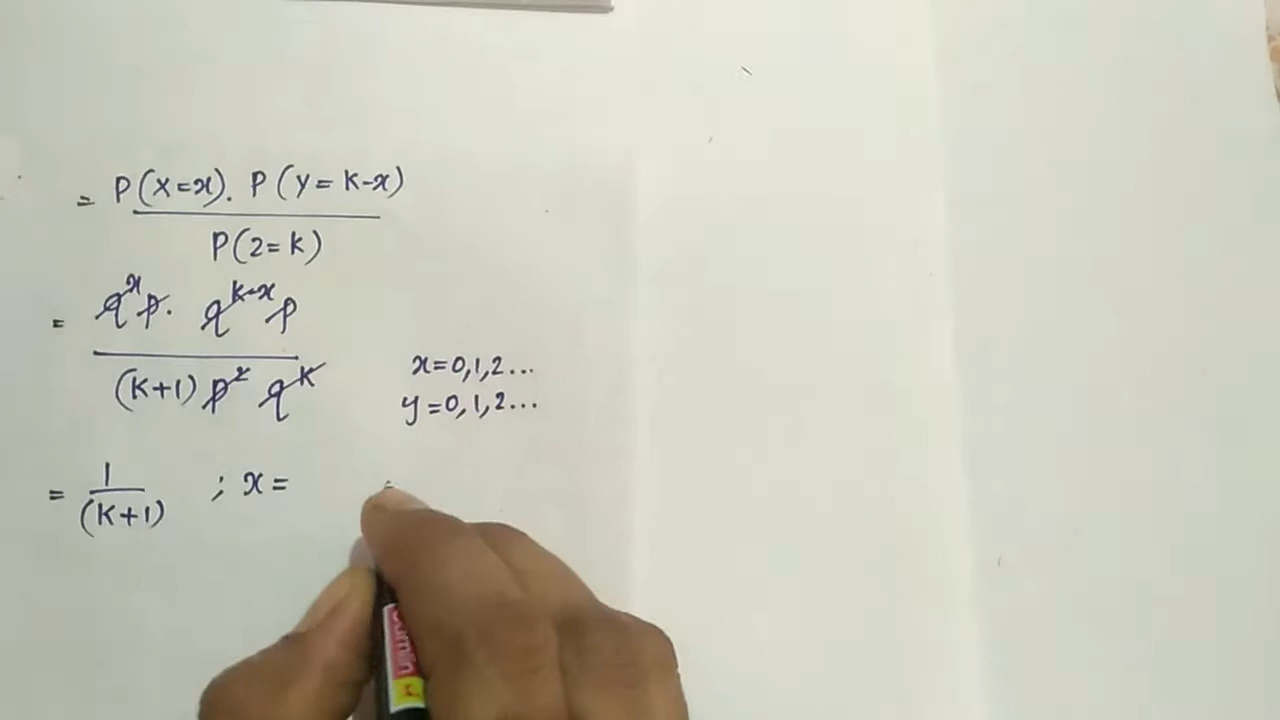 = P(X=x). P(Y=K-x)
P(Z=K)
= q^x p. q^{K-x} p
(K+1) p^2 q^K
x=0,1,2...
y=0,1,2...
= 1
(K+1)
; x=